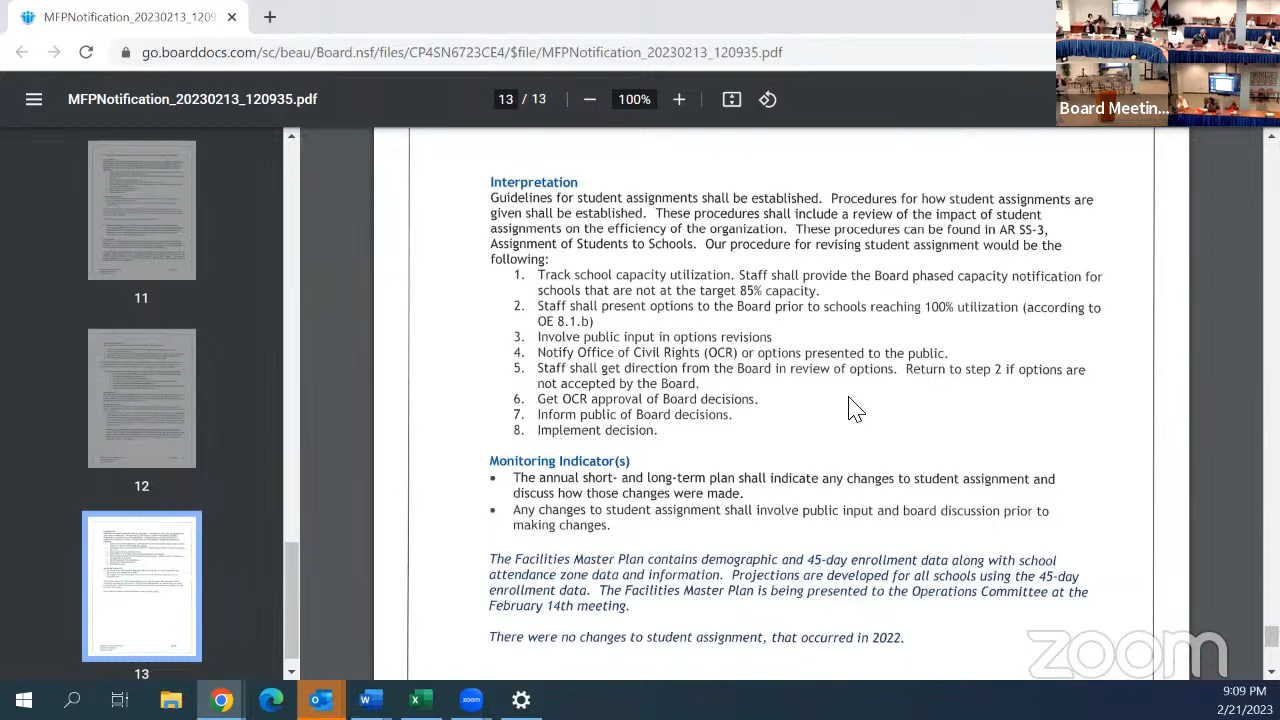 MFPNotification_20230213_1209
go.boarddocs.com/sc/beau/Board.nsf/files/CP4SN723CF0E/$file/MFPNotification_20230213_120935.pdf
MFPNotification_20230213_120935.pdf
13 / 13
100%
Board Meetin...
11
12
13
Interpretation
Guidelines for student assignments shall be established. Procedures for how student assignments are
given shall be established. These procedures shall include a review of the impact of student
assignments on the efficiency of the organization. These procedures can be found in AR SS-3,
Assignment of Students to Schools. Our procedure for revising student assignment would be the
following:
1. Track school capacity utilization. Staff shall provide the Board phased capacity notification for
schools that are not at the target 85% capacity.
2. Staff shall present options to the Board prior to schools reaching 100% utilization (according to
OE 8.1.b)
3. Involve public input in options revisions
4. Notify Office of Civil Rights (OCR) or options presented to the public.
5. Staff shall get direction from the Board in review of options. Return to step 2 if options are
not accepted by the Board.
6. Get OCR approval of Board decisions.
7. Inform public of Board decisions.
8. Implement decision.
Monitoring Indicator(s)
• The annual short- and long-term plan shall indicate any changes to student assignment and
discuss how those changes were made.
• Any changes to student assignment shall involve public input and board discussion prior to
making changes.
The Facilities Master Plan contains demographic and 45-day enrollment data along with school
attendance zone data and information. Projections are developed for all schools using the 45-day
enrollment data. The Facilities Master Plan is being presented to the Operations Committee at the
February 14th meeting.
There were no changes to student assignment, that occurred in 2022.
zoom
zoom
9:09 PM
2/21/2023